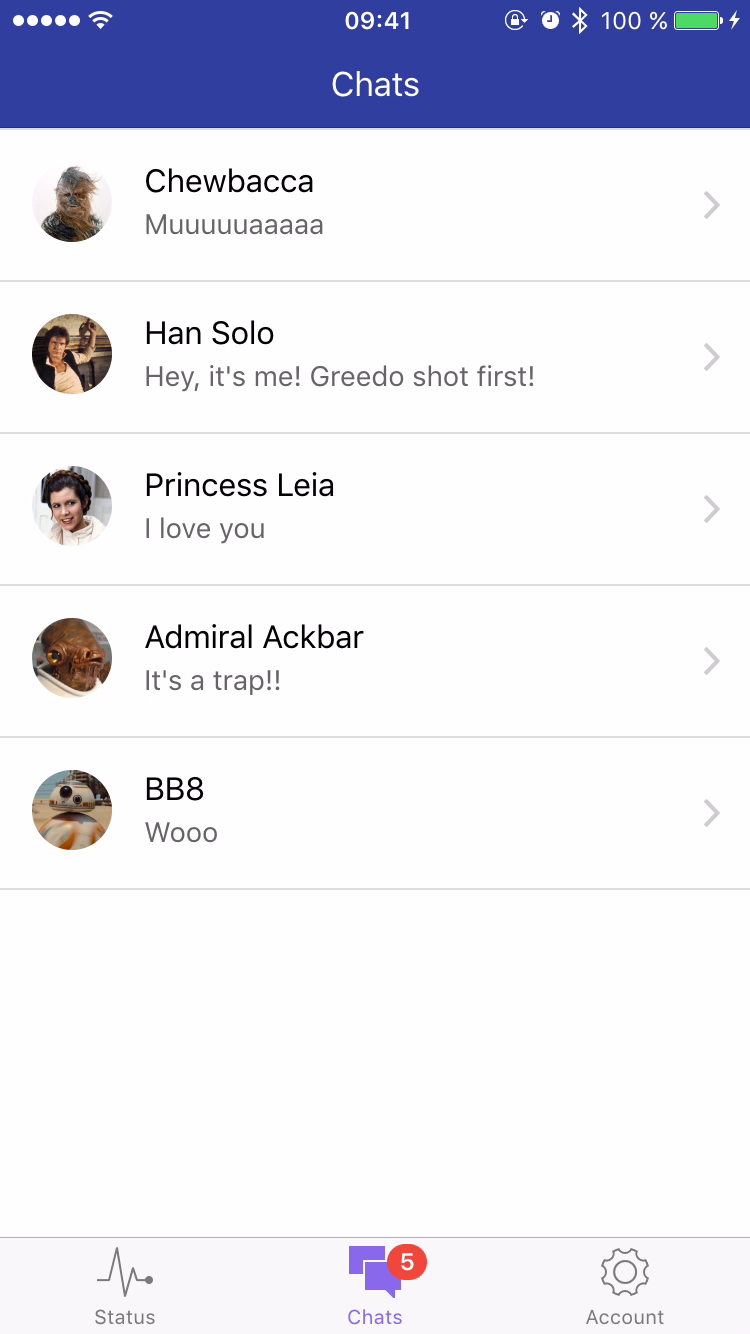 09:41
100 %
Chats
Chewbacca
Muuuuuaaaaa
Han Solo
Hey, it's me! Greedo shot first!
Princess Leia
I love you
Admiral Ackbar
It's a trap!!
BB8
Wooo
5
Status
Chats
Account